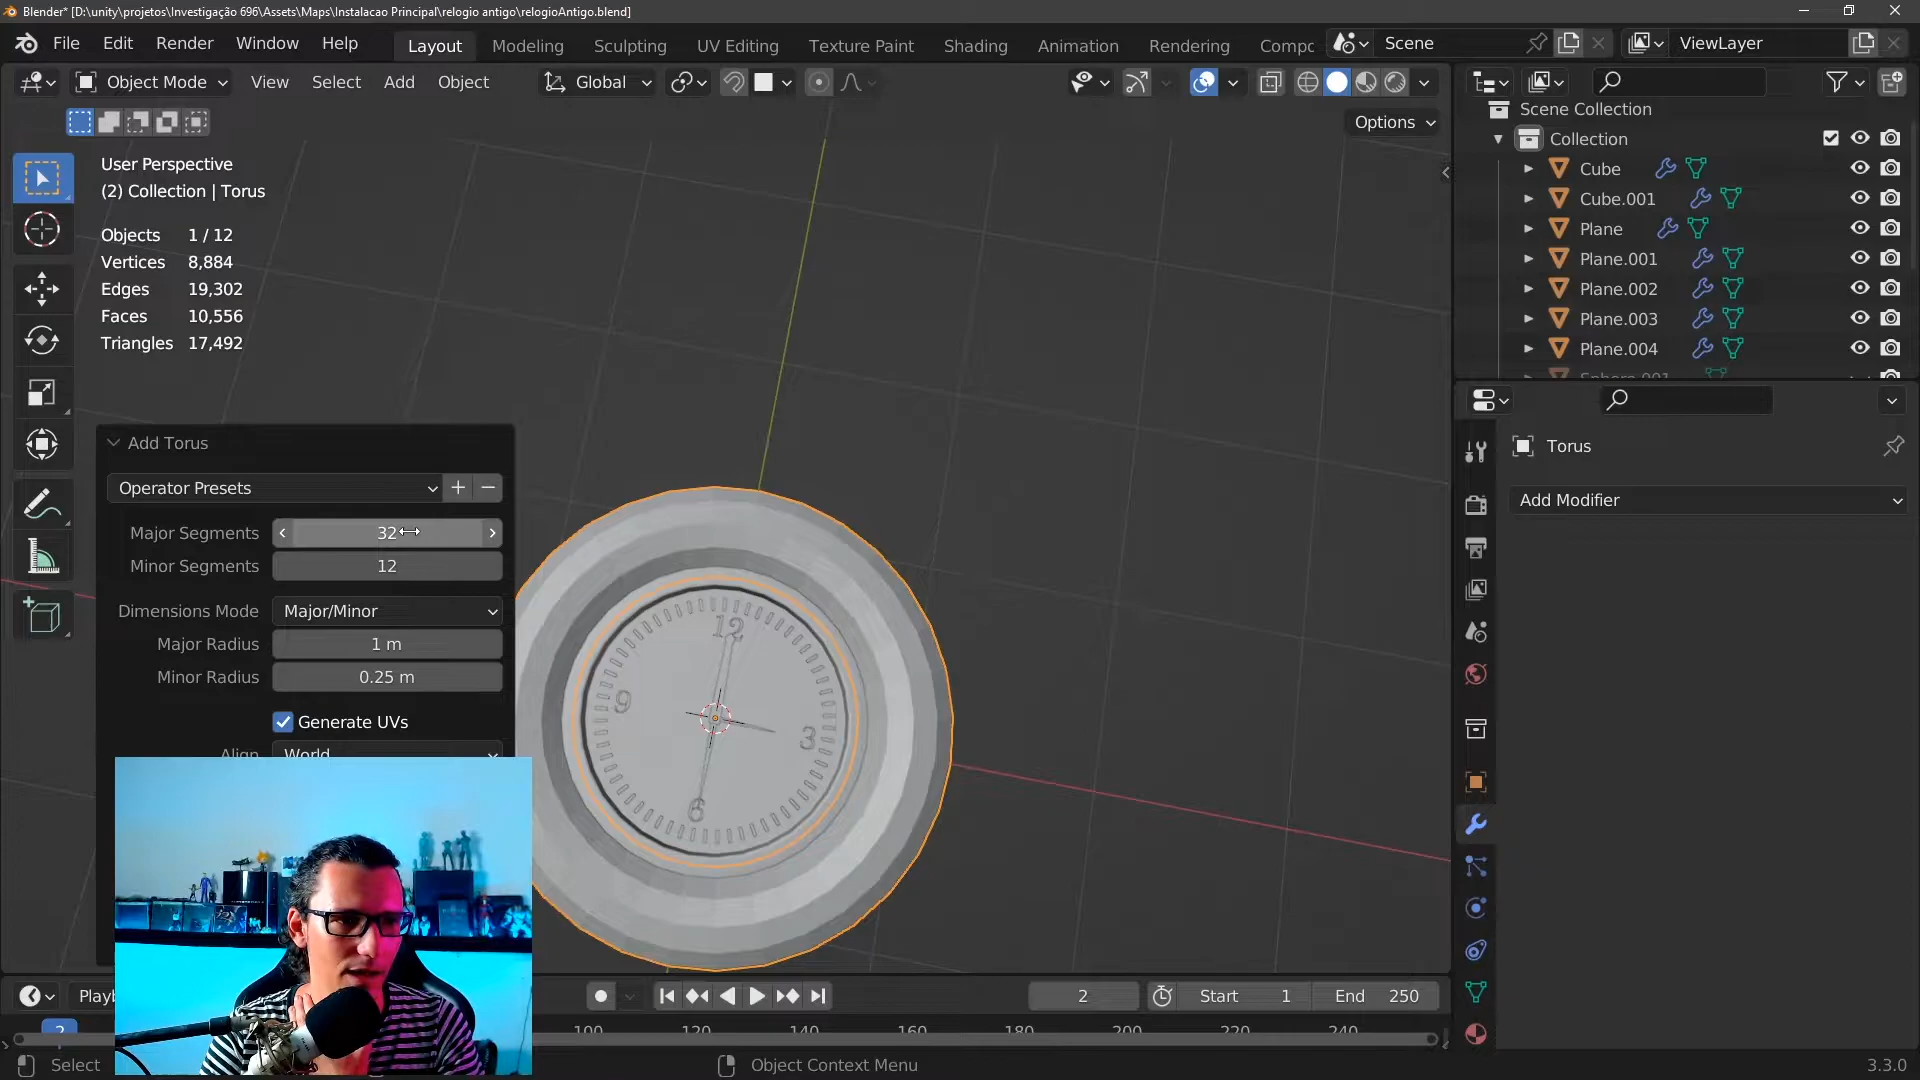 Blender* [D:\unity\projetos\Investigação 696\Assets\Maps\Instalacao Principal\relogio antigo\relogioAntigo.blend]
File Edit Render Window Help Layout Modeling Sculpting UV Editing Texture Paint Shading Animation Rendering Compc Scene ViewLayer
Object Mode View Select Add Object Global
Options
User Perspective
(2) Collection | Torus
Objects 1 / 12
Vertices 8,884
Edges 19,302
Faces 10,556
Triangles 17,492
Add Torus
Operator Presets
Major Segments 32
Minor Segments 12
Dimensions Mode Major/Minor
Major Radius 1 m
Minor Radius 0.25 m
Generate UVs
Align World
12
9
3
6
Scene Collection
Collection
Cube
Cube.001
Plane
Plane.001
Plane.002
Plane.003
Plane.004
Sphere.001
Torus
Add Modifier
Playb 2 Start 1 End 250
2 100 120 140 160 180 200 220 240
Select Object Context Menu 3.3.0